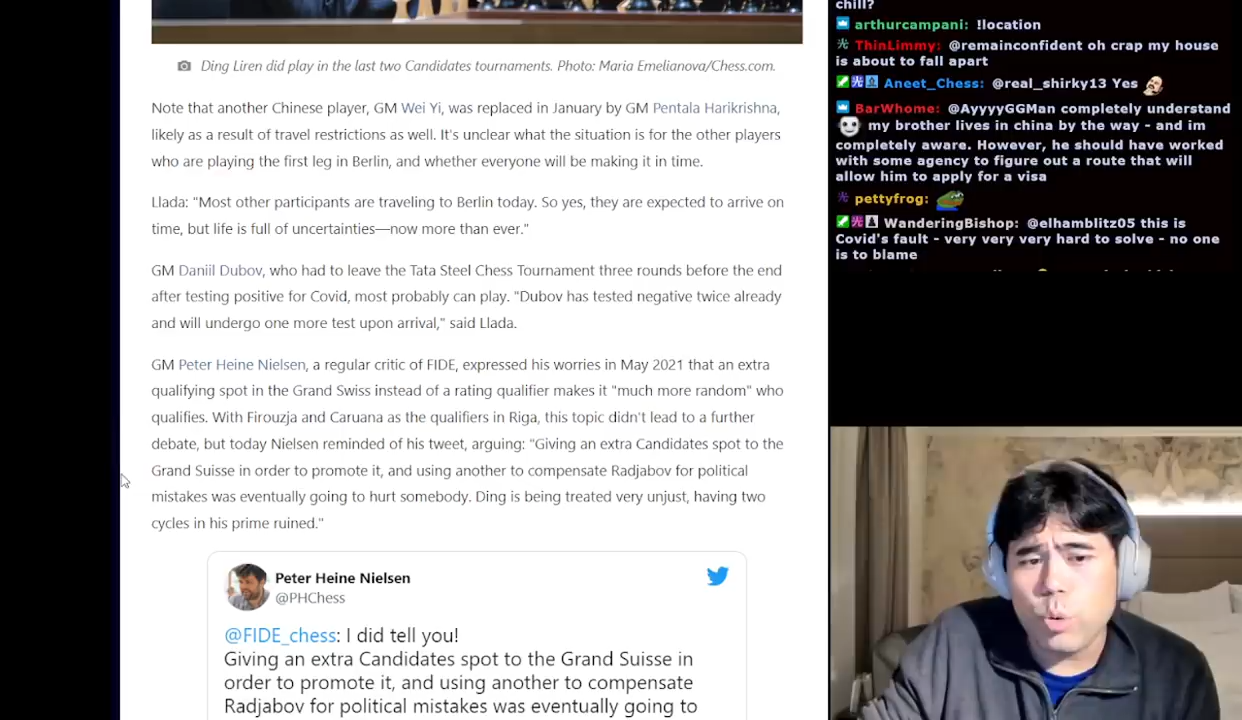 Ding Liren did play in the last two Candidates tournaments. Photo: Maria Emelianova/Chess.com.
Note that another Chinese player, GM Wei Yi, was replaced in January by GM Pentala Harikrishna,
likely as a result of travel restrictions as well. It's unclear what the situation is for the other players
who are playing the first leg in Berlin, and whether everyone will be making it in time.
Llada: "Most other participants are traveling to Berlin today. So yes, they are expected to arrive on
time, but life is full of uncertainties—now more than ever."
GM Daniil Dubov, who had to leave the Tata Steel Chess Tournament three rounds before the end
after testing positive for Covid, most probably can play. "Dubov has tested negative twice already
and will undergo one more test upon arrival," said Llada.
GM Peter Heine Nielsen, a regular critic of FIDE, expressed his worries in May 2021 that an extra
qualifying spot in the Grand Swiss instead of a rating qualifier makes it "much more random" who
qualifies. With Firouzja and Caruana as the qualifiers in Riga, this topic didn't lead to a further
debate, but today Nielsen reminded of his tweet, arguing: "Giving an extra Candidates spot to the
Grand Suisse in order to promote it, and using another to compensate Radjabov for political
mistakes was eventually going to hurt somebody. Ding is being treated very unjust, having two
cycles in his prime ruined."
Peter Heine Nielsen
@PHChess
@FIDE_chess: I did tell you!
Giving an extra Candidates spot to the Grand Suisse in
order to promote it, and using another to compensate
Radjabov for political mistakes was eventually going to
chill?
arthurcampani: !location
ThinLimmy: @remainconfident oh crap my house
is about to fall apart
Aneet_Chess: @real_shirky13 Yes
BarWhome: @AyyyyGGMan completely understand
my brother lives in china by the way - and im
completely aware. However, he should have worked
with some agency to figure out a route that will
allow him to apply for a visa
pettyfrog:
WanderingBishop: @elhamblitz05 this is
Covid's fault - very very very hard to solve - no one
is to blame